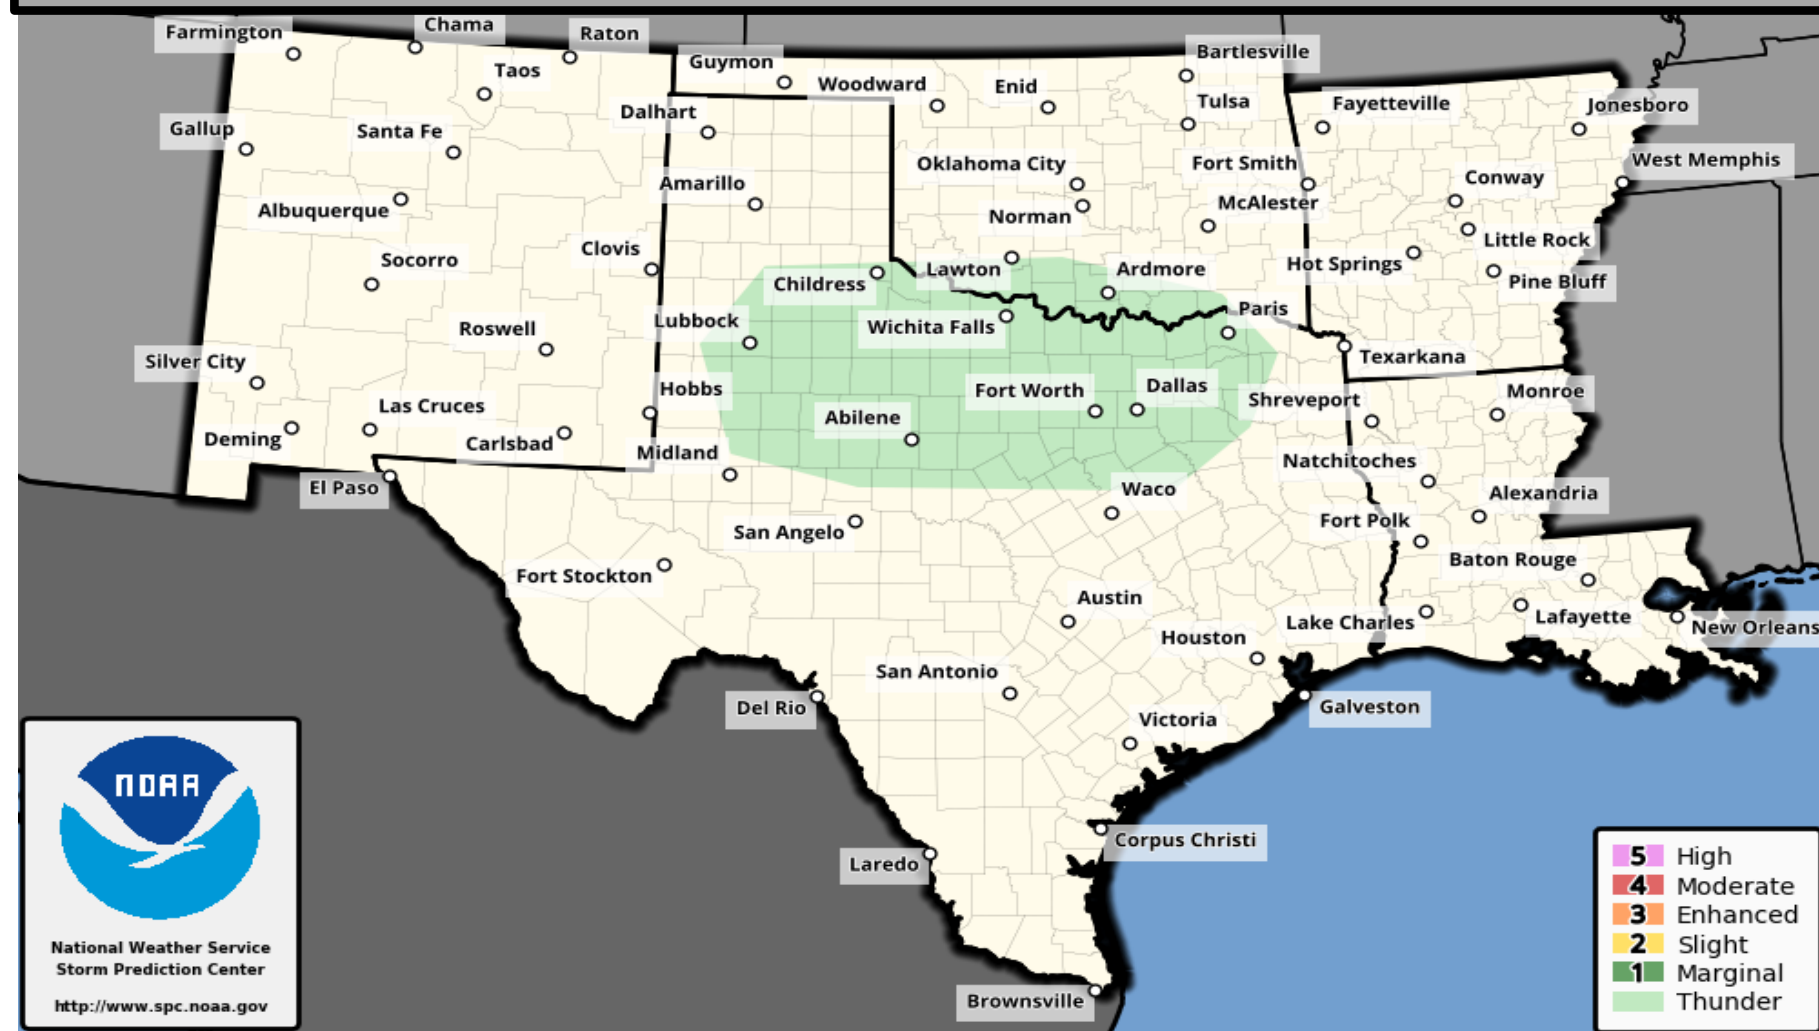 Chama
Farmington
Raton
Bartlesville
Guymon
Taos
Woodward
Enid
Tulsa
Fayetteville
Jonesboro
Dalhart
Gallup
Santa Fe
Oklahoma City
Fort Smith
West Memphis
Conway
Amarillo
McAlester
Albuquerque
Norman
Little Rock
Clovis
Socorro
Lawton
Ardmore
Hot Springs
Pine Bluff
Childress
Paris
Lubbock
Roswell
Wichita Falls
Silver City
Texarkana
Hobbs
Fort Worth
Dallas
Monroe
Shreveport
Las Cruces
Abilene
Deming
Carlsbad
Midland
Natchitoches
El Paso
Waco
Alexandria
Fort Polk
San Angelo
Baton Rouge
Fort Stockton
Austin
Lafayette
Lake Charles
New Orleans
Houston
San Antonio
Del Rio
Galveston
Victoria
Corpus Christi
Laredo
Brownsville
NOAA
National Weather Service
Storm Prediction Center
http://www.spc.noaa.gov
5 High
4 Moderate
3 Enhanced
2 Slight
1 Marginal
Thunder